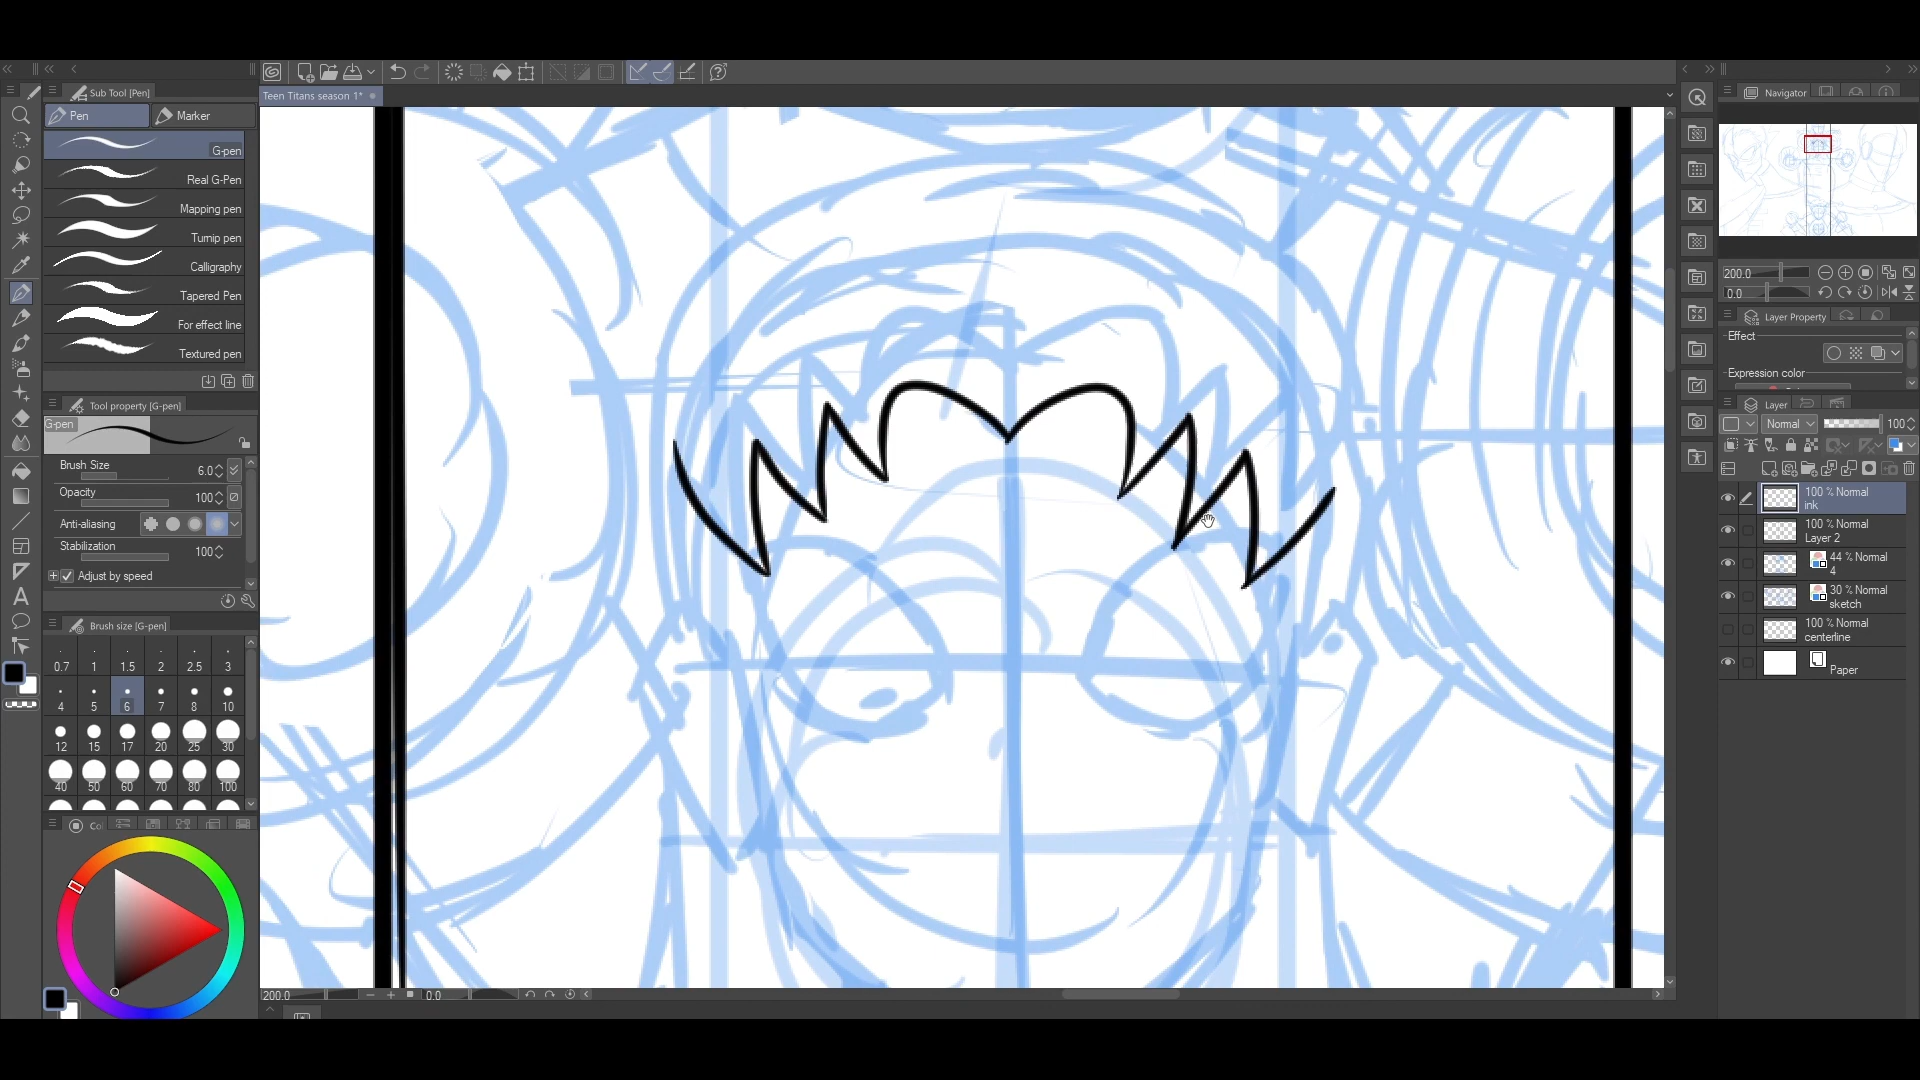 Sub Tool [Pen]
Pen
Marker
G-pen
Real G-Pen
Mapping pen
Turnip pen
Calligraphy
Tapered Pen
For effect line
Textured pen
Tool property [G-pen]
G-pen
Brush Size
6.0
Opacity
100
Anti-aliasing
Stabilization
100
Adjust by speed
Brush size [G-pen]
0.7 1 1.5 2 2.5 3
4 5 6 7 8 10
12 15 17 20 25 30
40 50 60 70 80 100
Co
Teen Titans season 1*
200.0
0.0
Navigator
200.0
0.0
Layer Property
Effect
Expression color
Layer
Normal
100
100 % Normal
ink
100 % Normal
Layer 2
44 % Normal
4
30 % Normal
sketch
100 % Normal
centerline
Paper